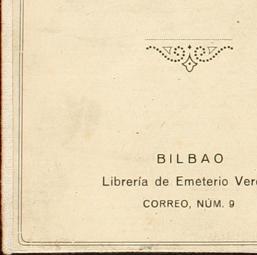 BILBAO
Librería de Emeterio
CORREO, NÚM. 9